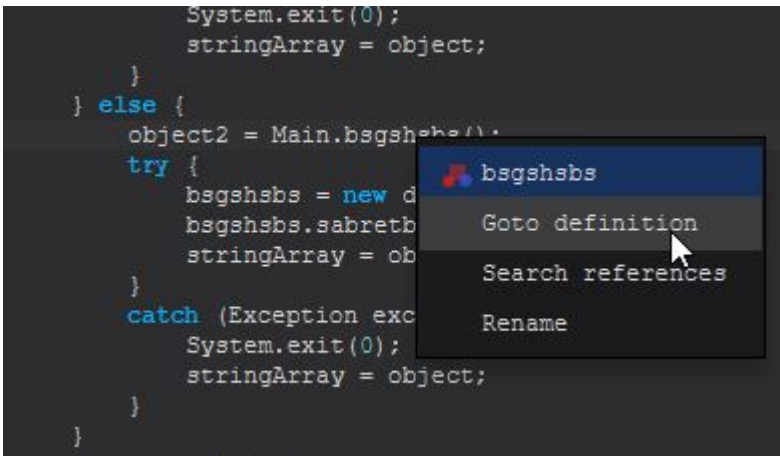 System.exit(0);
stringArray = object;
}
} else {
object2 = Main.bsgshsbs();
try {
bsgshsbs = new d
bsgshsbs.sabretb
stringArray = ob
}
catch (Exception exc
System.exit(0);
stringArray = object;
}
}
bsgshsbs
Goto definition
Search references
Rename